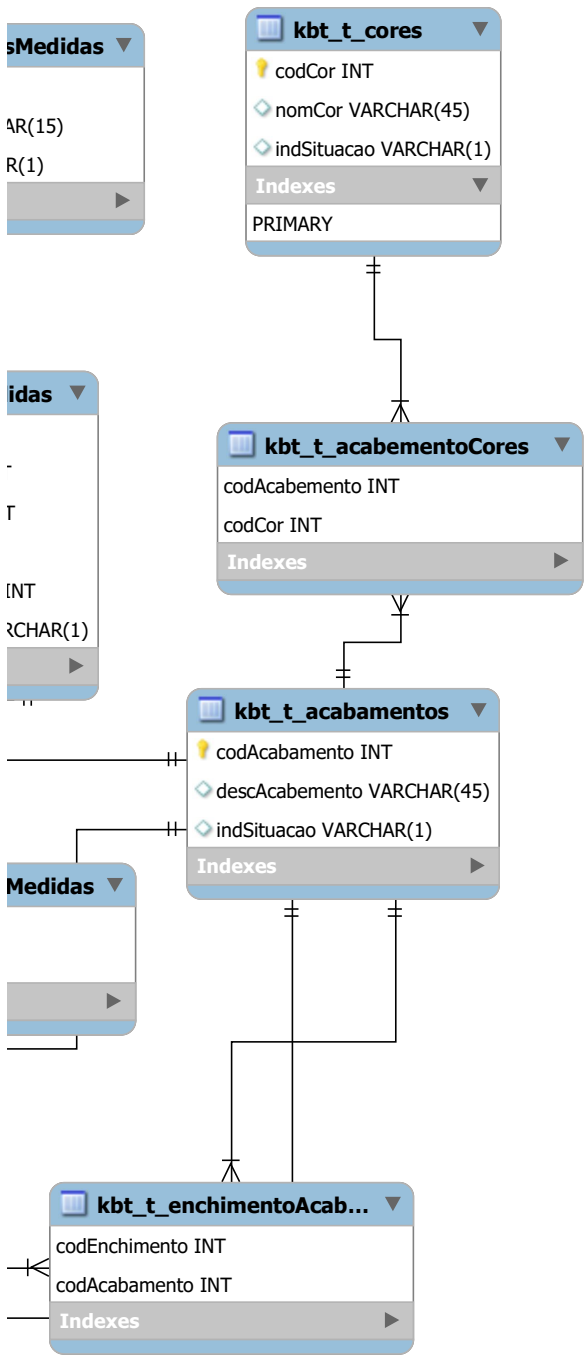 kbt_t_cores
codCor INT
nomCor VARCHAR(45)
indSituacao VARCHAR(1)
Indexes
PRIMARY
sMedidas
AR(15)
R(1)
idas
T
INT
RCHAR(1)
kbt_t_acabementoCores
codAcabemento INT
codCor INT
Indexes
kbt_t_acabamentos
codAcabamento INT
descAcabemento VARCHAR(45)
indSituacao VARCHAR(1)
Indexes
Medidas
kbt_t_enchimentoAcab...
codEnchimento INT
codAcabamento INT
Indexes